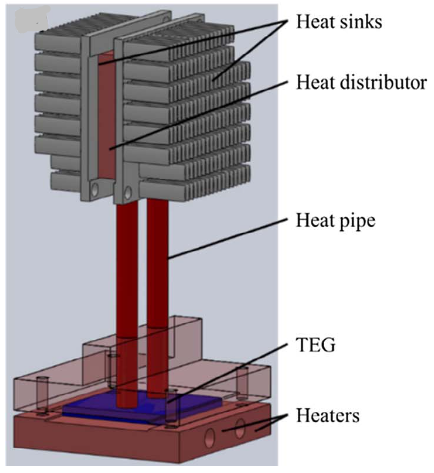 Heat sinks
Heat distributor
Heat pipe
TEG
Heaters